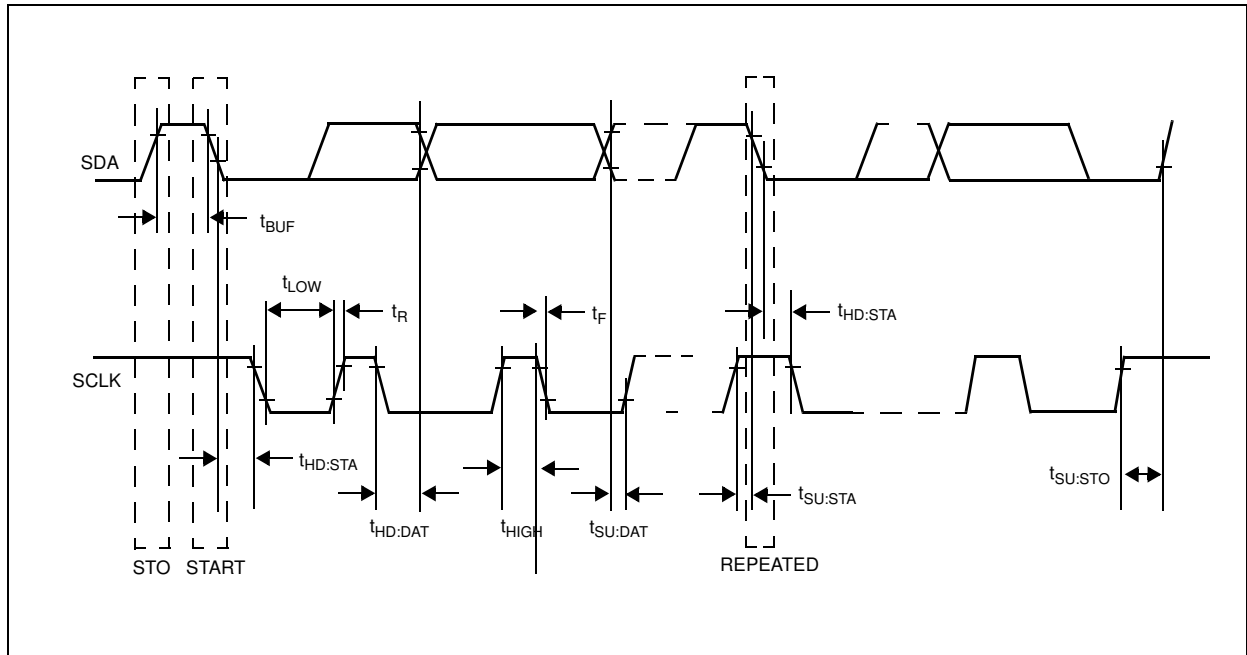 SDA
tBUF
tLOW
tR
tF
tHD:STA
SCLK
tHD:STA
tSU:STA
tSU:STO
tHD:DAT
tHIGH
tSU:DAT
STO
START
REPEATED